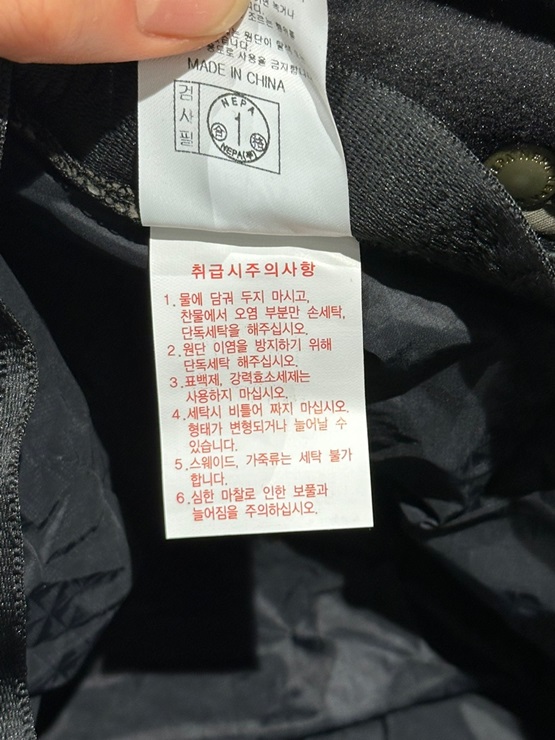 MADE IN CHINA
검사필
NEPA
1
合 格
NEPA(주)
취급시주의사항
1.물에 담궈 두지 마시고,
찬물에서 오염 부분만 손세탁,
단독세탁을 해주십시오.
2.원단 이염을 방지하기 위해
단독세탁 해주십시오.
3.표백제, 강력효소세제는
사용하지 마십시오.
4.세탁시 비틀어 짜지 마십시오.
형태가 변형되거나 늘어날 수
있습니다.
5.스웨이드, 가죽류는 세탁 불가
합니다.
6.심한 마찰로 인한 보풀과
늘어짐을 주의하십시오.